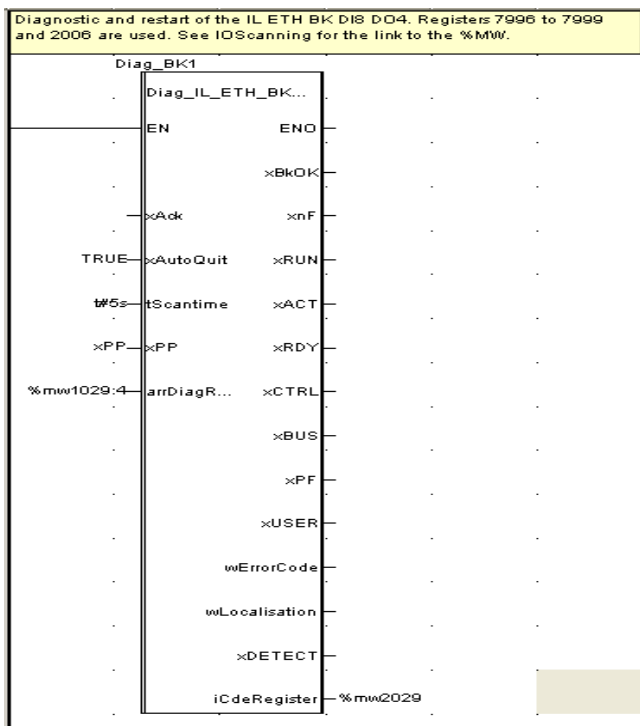 Diagnostic and restart of the IL ETH BK DI8 DO4. Registers 7996 to 7999
and 2006 are used. See IOScanning for the link to the %MW.
Diag_BK1
Diag_IL_ETH_BK...
EN ENO
xBkOK
xAck xnF
TRUE xAutoQuit xRUN
t#5s tScantime xACT
xPP xPP xRDY
%mw1029:4 arrDiagR... xCTRL
xBUS
xPF
xUSER
wErrorCode
wLocalisation
xDETECT
iCdeRegister %mw2029